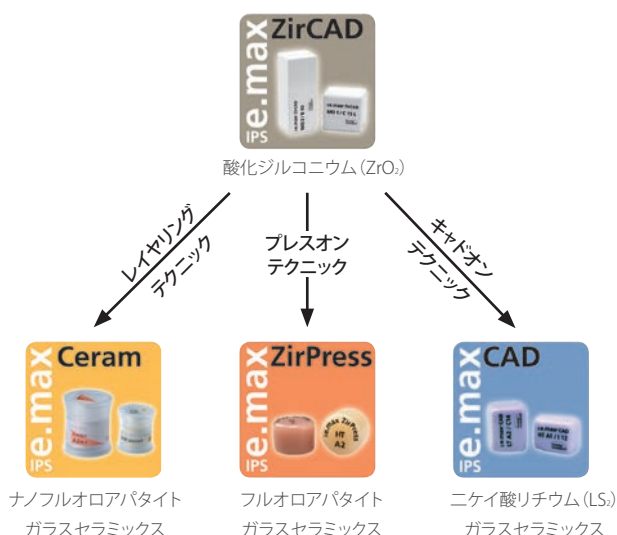 IPS e.max ZirCAD
酸化ジルコニウム(ZrO₂)
レイヤリング
テクニック
プレスオン
テクニック
キャドオン
テクニック
IPS e.max Ceram
IPS e.max ZirPress
e.max ZirPress
HT
A2
IPS e.max CAD
ナノフルオロアパタイト
ガラスセラミックス
フルオロアパタイト
ガラスセラミックス
二ケイ酸リチウム(LS₂)
ガラスセラミックス